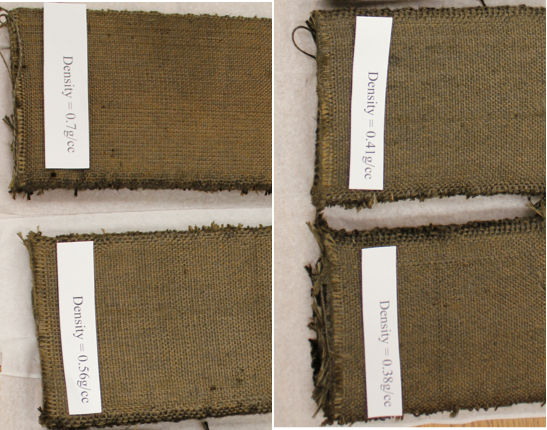 Density = 0.7g/cc
Density = 0.56g/cc
Density = 0.41g/cc
Density = 0.38g/cc